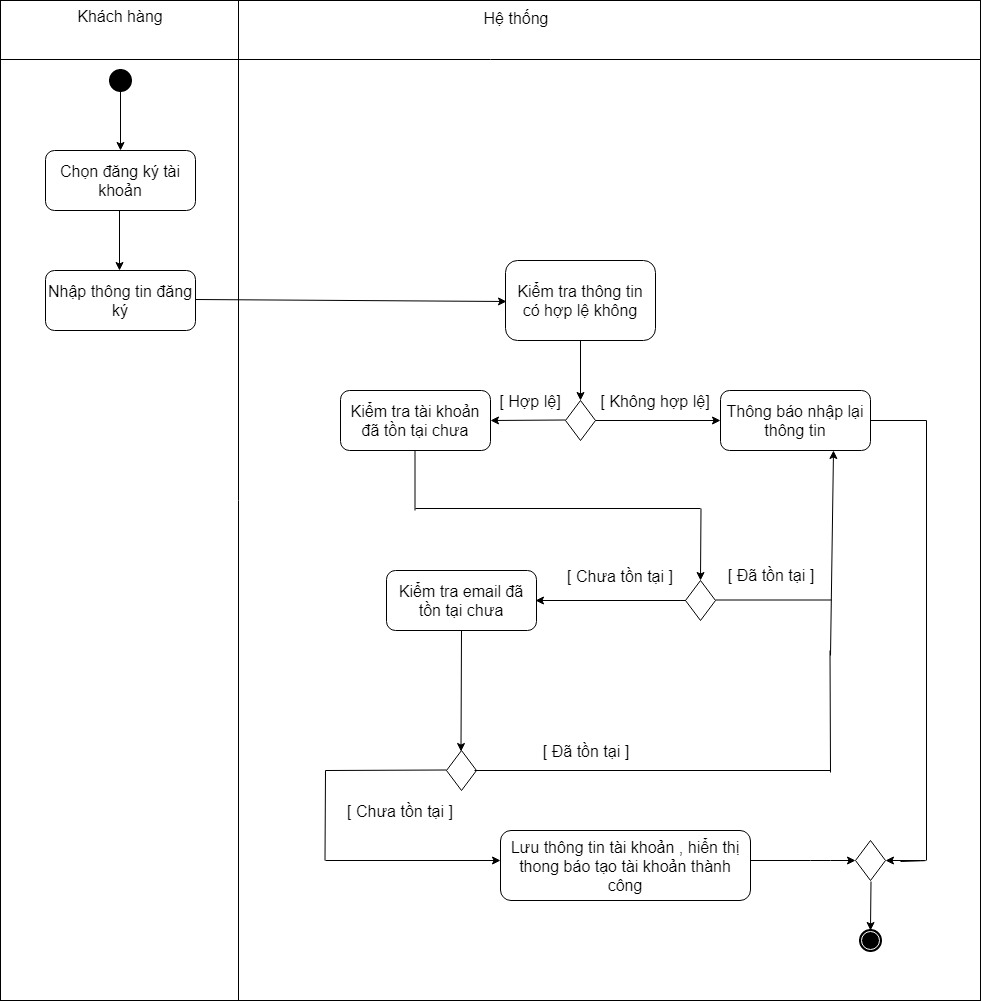 Khách hàng
Hệ thống
Chọn đăng ký tài
khoản
Nhập thông tin đăng
ký
Kiểm tra thông tin
có hợp lệ không
[ Hợp lệ]
[ Không hợp lệ]
Kiểm tra tài khoản
đã tồn tại chưa
Thông báo nhập lại
thông tin
[ Chưa tồn tại ]
[ Đã tồn tại ]
Kiểm tra email đã
tồn tại chưa
[ Đã tồn tại ]
[ Chưa tồn tại ]
Lưu thông tin tài khoản , hiển thị
thong báo tạo tài khoản thành
công